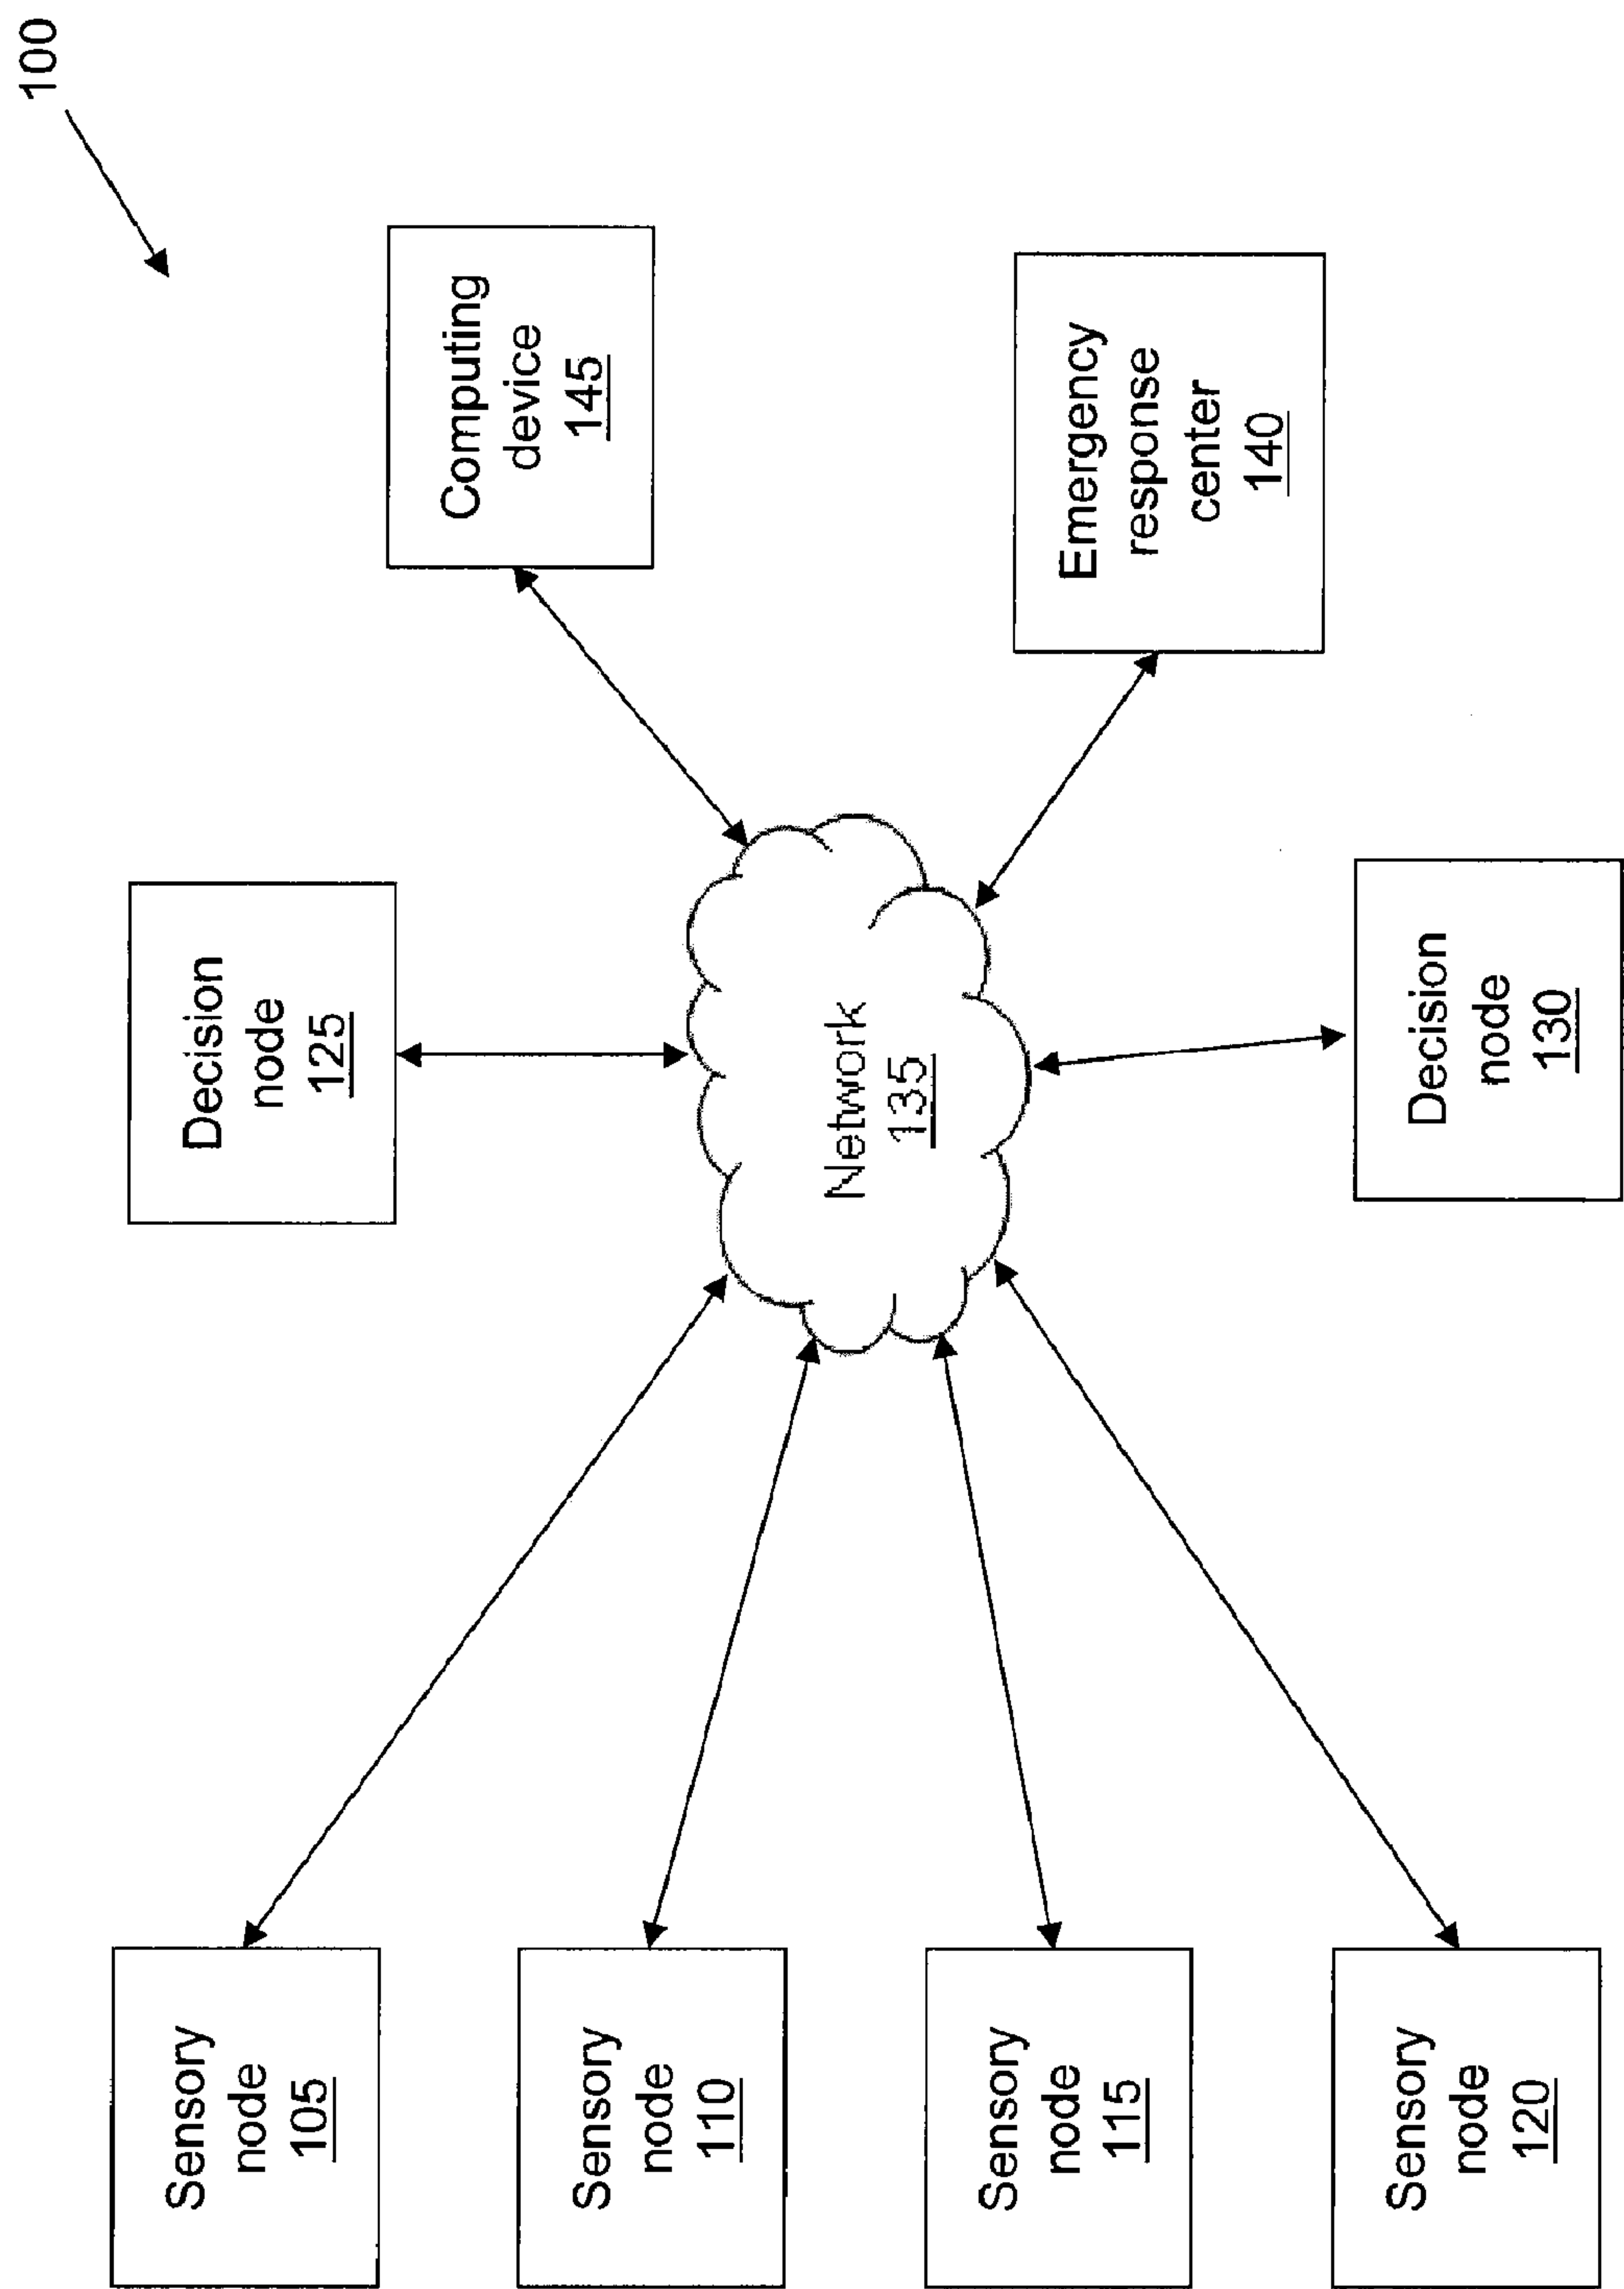 100
Sensory
node
105
Sensory
node
110
Sensory
node
115
Sensory
node
120
Decision
node
125
Network
135
Decision
node
130
Computing
device
145
Emergency
response
center
140